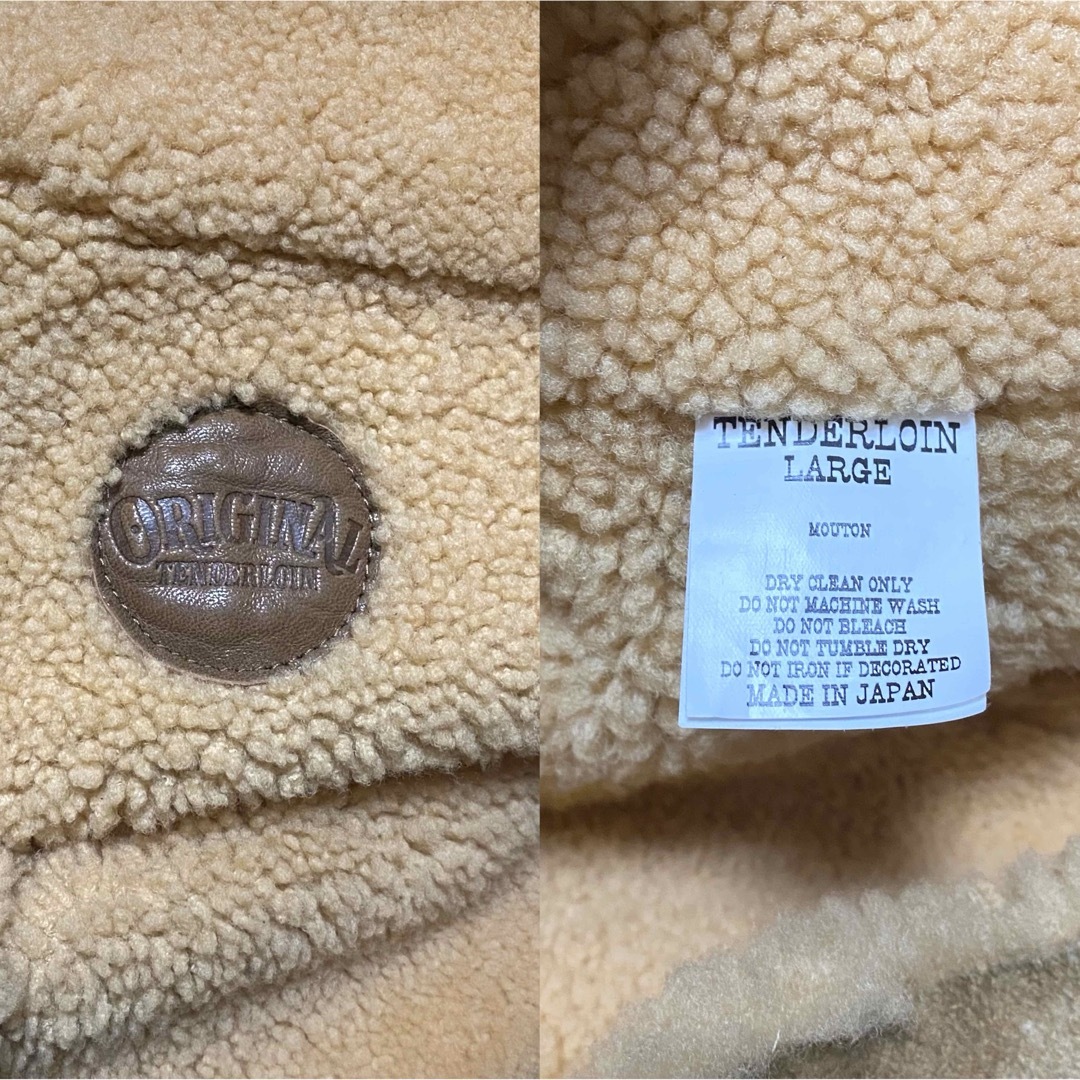 ORIGINAL
TENDERLOIN
TENDERLOIN
LARGE
MOUTON
DRY CLEAN ONLY
DO NOT MACHINE WASH
DO NOT BLEACH
DO NOT TUMBLE DRY
DO NOT IRON IF DECORATED
MADE IN JAPAN